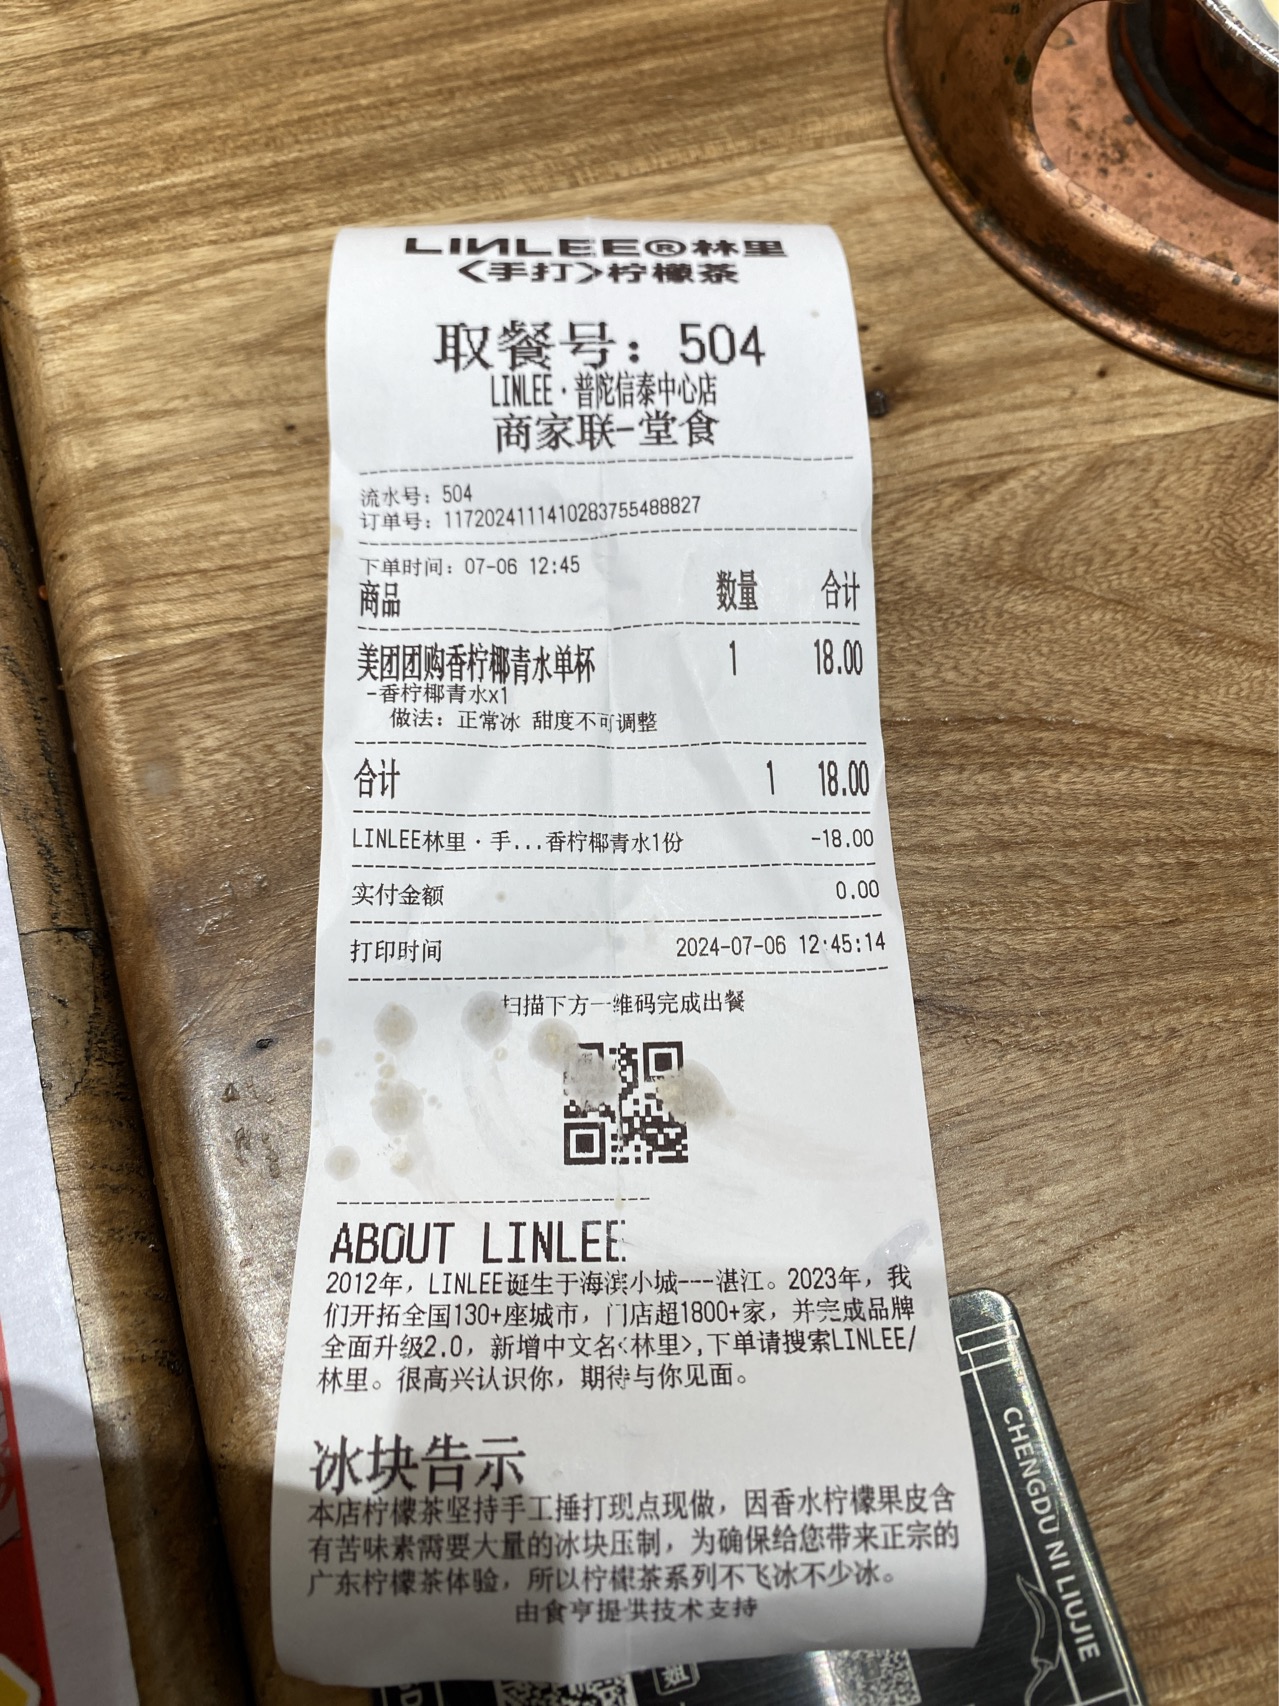 LINLEE®林里
<手打>柠檬茶
取餐号：504
LINLEE·普陀信泰中心店
商家联-堂食
流水号：504
订单号：11720241114102837554888​27
下单时间：07-06 12:45
商品 数量 合计
美团团购香柠椰青水单杯 1 18.00
-香柠椰青水x1
做法：正常冰 甜度不可调整
合计 1 18.00
LINLEE林里·手...香柠椰青水1份 -18.00
实付金额 0.00
打印时间 2024-07-06 12:45:14
扫描下方一维码完成出餐
ABOUT LINLEE
2012年，LINLEE诞生于海滨小城---湛江。2023年，我
们开拓全国130+座城市，门店超1800+家，并完成品牌
全面升级2.0，新增中文名<林里>,下单请搜索LINLEE/
林里。很高兴认识你，期待与你见面。
冰块告示
本店柠檬茶坚持手工捶打现点现做，因香水柠檬果皮含
有苦味素需要大量的冰块压制，为确保给您带来正宗的
广东柠檬茶体验，所以柠檬茶系列不飞冰不少冰。
由食亨提供技术支持
CHENGDU NI LIUJIE
姐